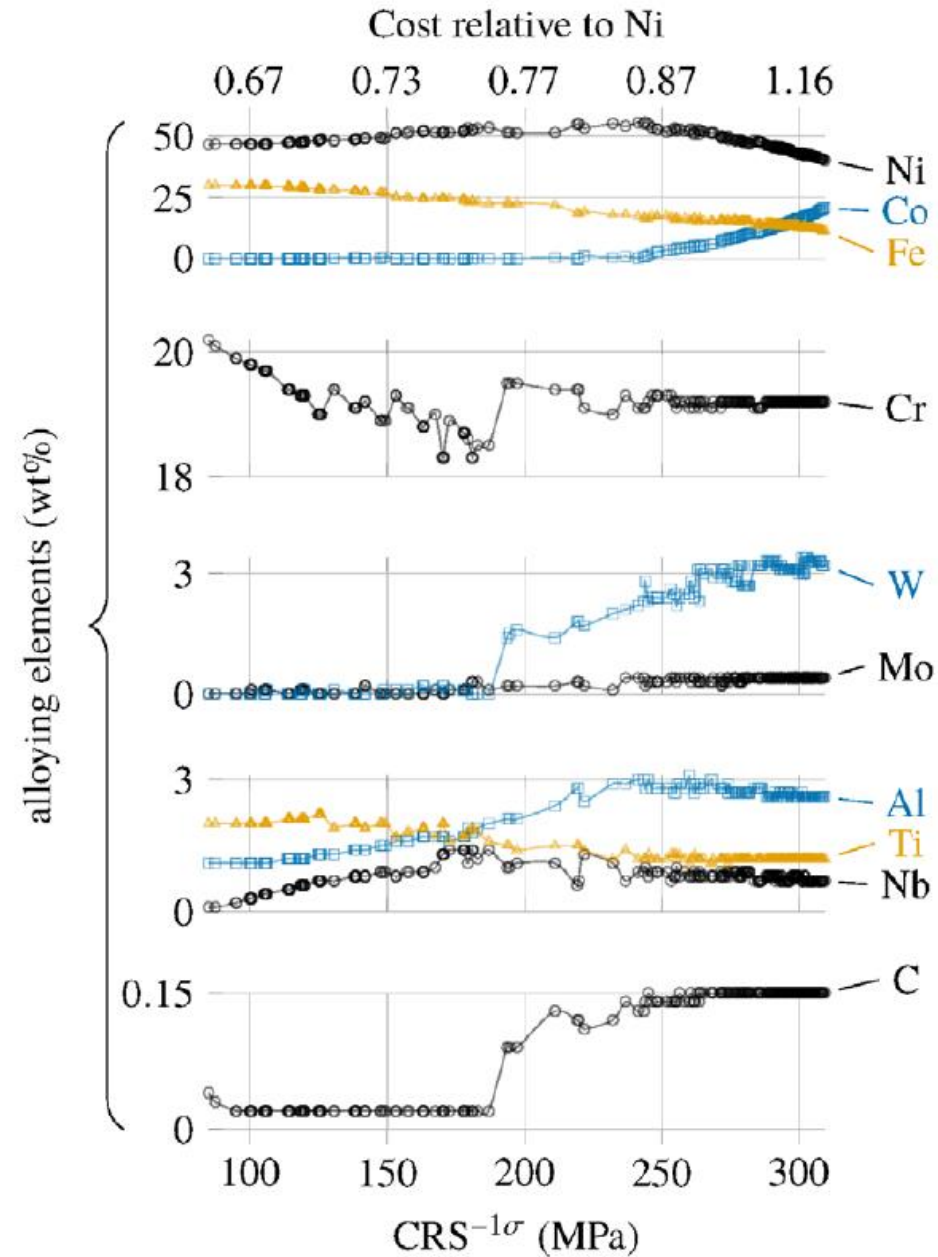 Cost relative to Ni
0.67 0.73 0.77 0.87 1.16
50
25
0
Ni
Co
Fe
20
18
Cr
3
0
W
Mo
3
0
Al
Ti
Nb
0.15
0
C
alloying elements (wt%)
100 150 200 250 300
CRS⁻¹σ (MPa)